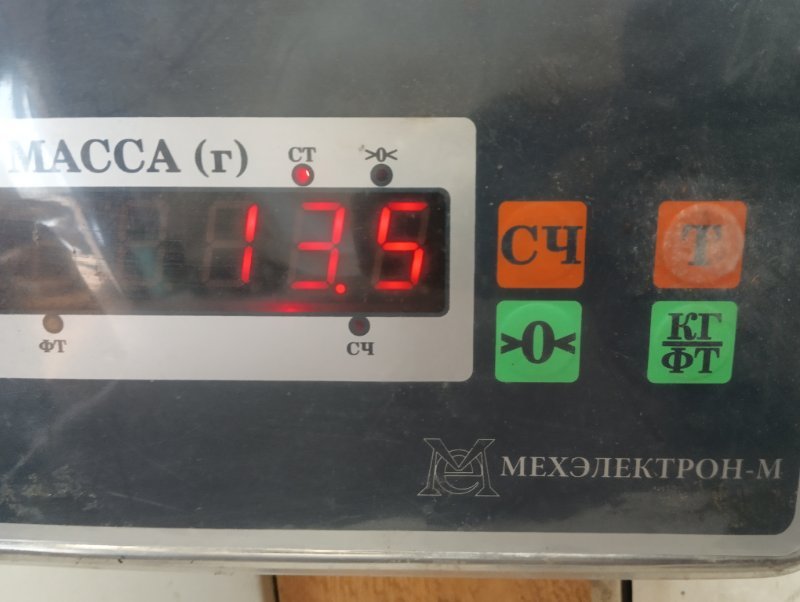 МАССА (г)
СТ
>0<
13.5
ФТ
СЧ
СЧ
Т
>0<
КГ
ФТ
МЕХЭЛЕКТРОН-М